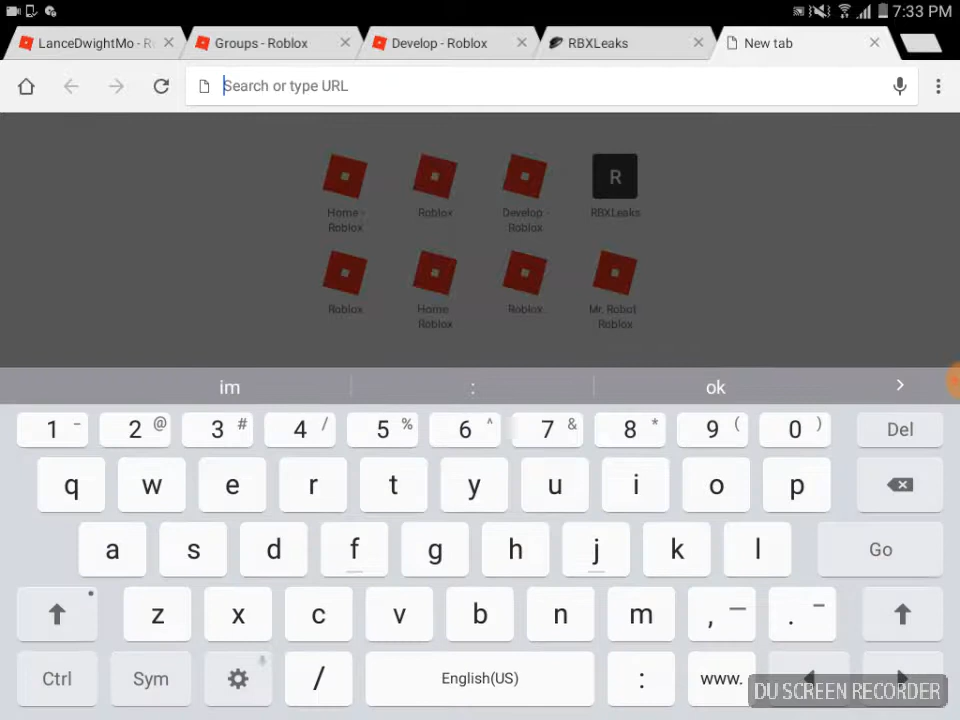 7:33 PM
LanceDwightMo - Ro
Groups - Roblox
Develop - Roblox
RBXLeaks
New tab
Search or type URL
R
Home - Roblox
Roblox
Develop - Roblox
RBXLeaks
Roblox
Home Roblox
Roblox.
Mr. Robot Roblox
im : ok
1 - 2 @ 3 # 4 / 5 % 6 ^ 7 & 8 * 9 ( 0 ) Del
q w e r t y u i o p
a s d f g h j k l Go
z x c v b n m , .
Ctrl Sym / English(US) : www.
DU SCREEN RECORDER